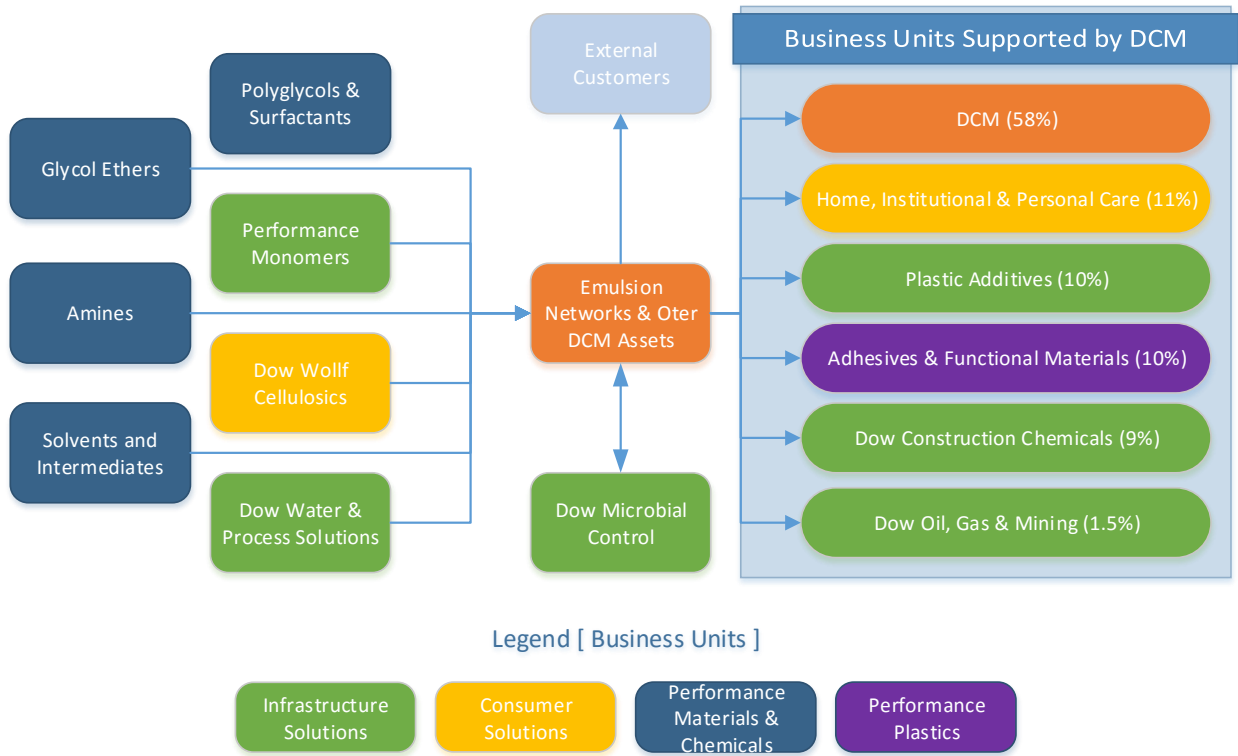 Polyglycols &
Surfactants
Glycol Ethers
Performance
Monomers
Amines
Dow Wollf
Cellulosics
Solvents and
Intermediates
Dow Water &
Process Solutions
External
Customers
Emulsion
Networks & Oter
DCM Assets
Dow Microbial
Control
Business Units Supported by DCM
DCM (58%)
Home, Institutional & Personal Care (11%)
Plastic Additives (10%)
Adhesives & Functional Materials (10%)
Dow Construction Chemicals (9%)
Dow Oil, Gas & Mining (1.5%)
Legend [ Business Units ]
Infrastructure
Solutions
Consumer
Solutions
Performance
Materials &
Chemicals
Performance
Plastics